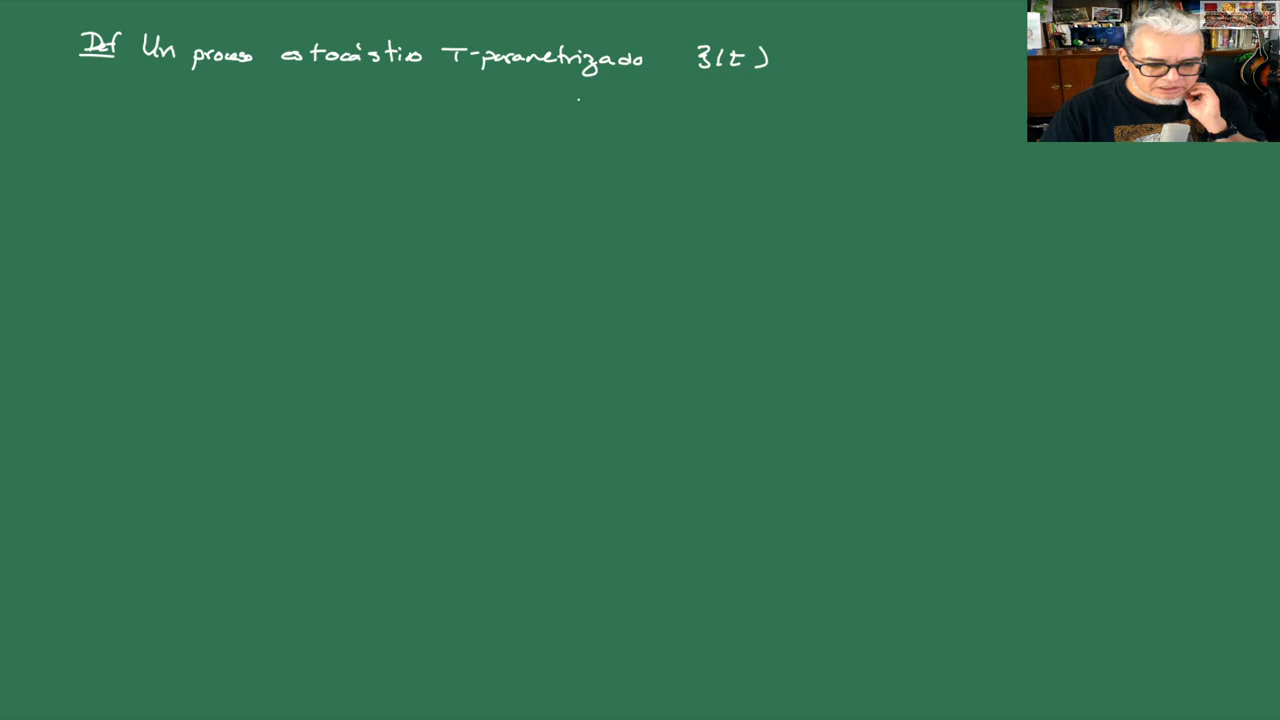 Def Un proceso estocástico T-parametrizado ξ(t)